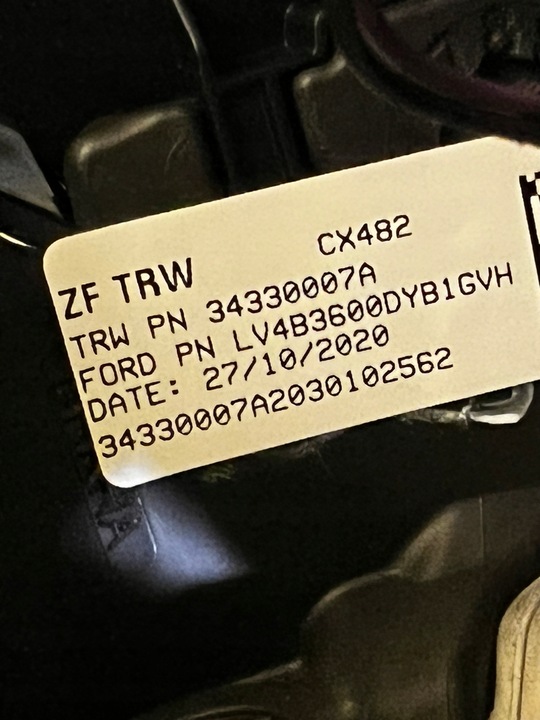 CX482
ZF TRW
TRW PN 34330007A
FORD PN LV4B3600DYB1GVH
DATE: 27/10/2020
34330007A2030102562